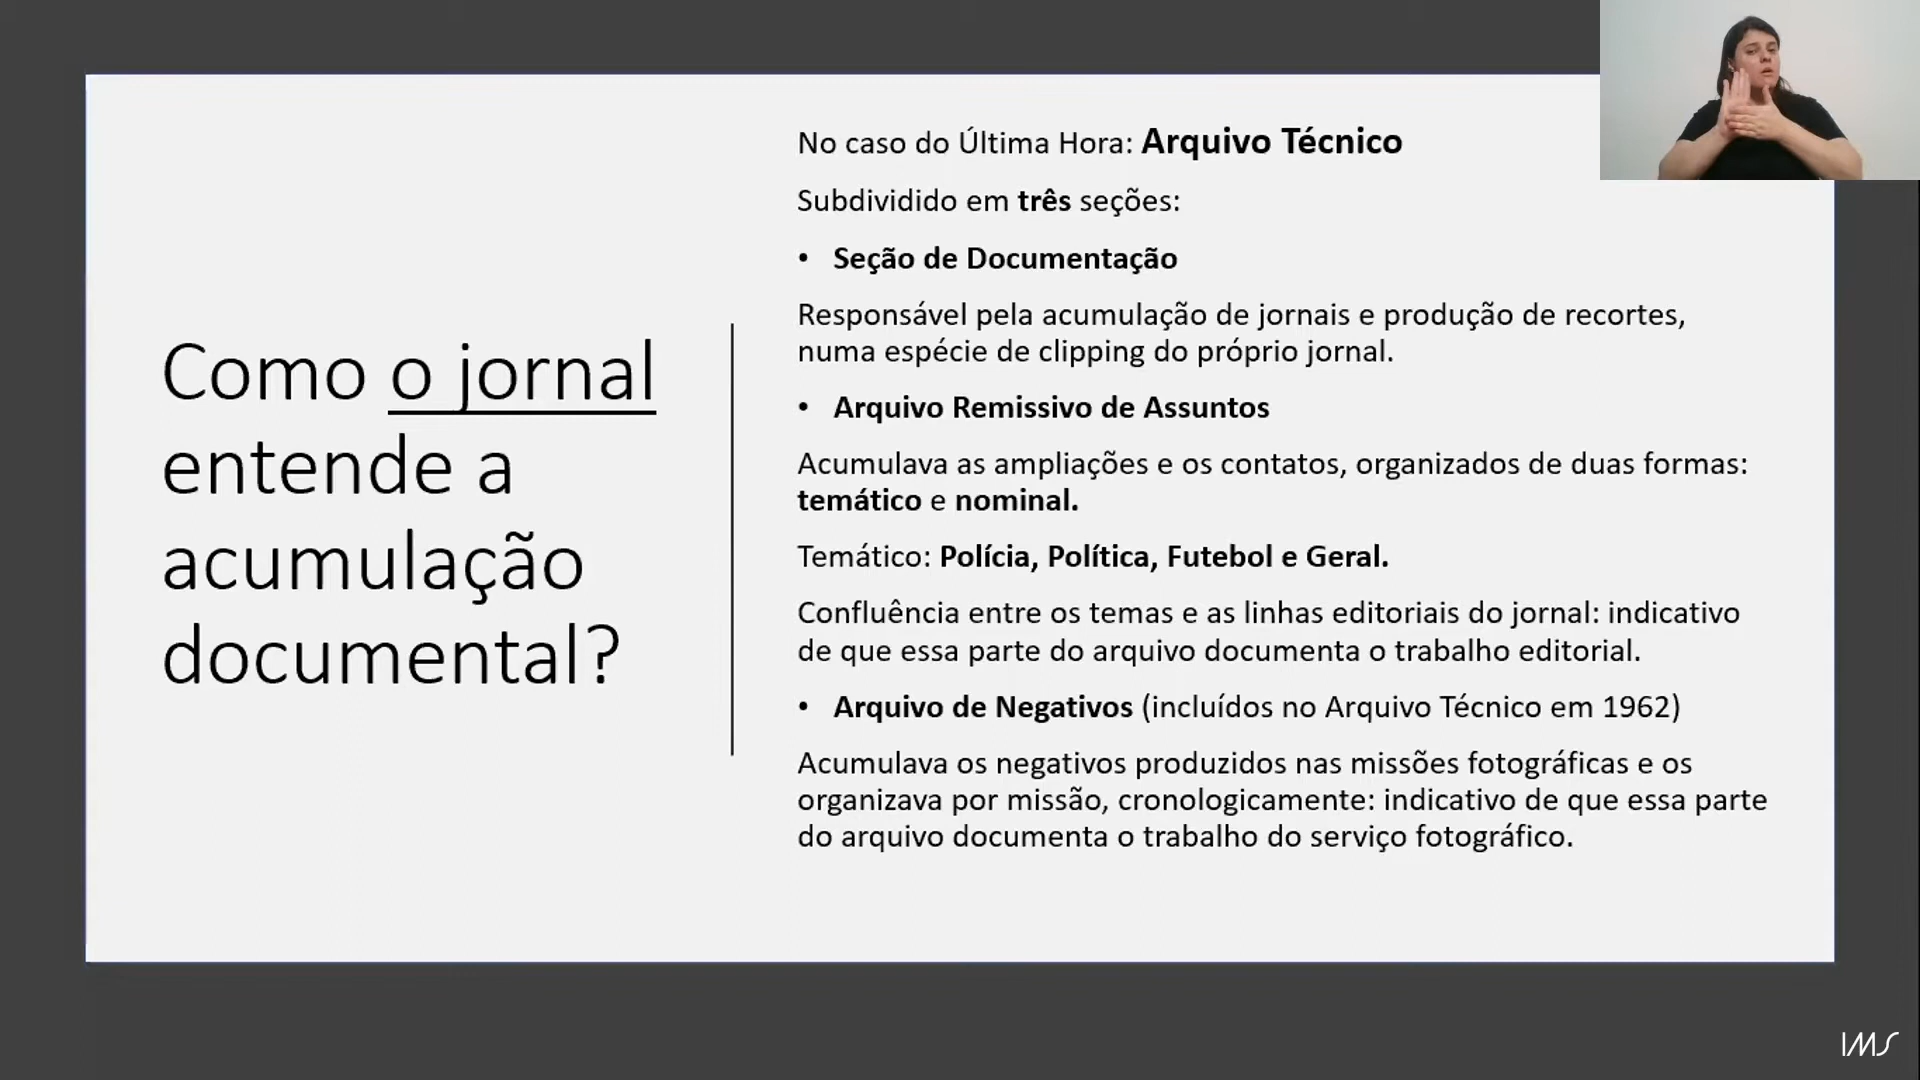 Como o jornal
entende a
acumulação
documental?
No caso do Última Hora: Arquivo Técnico
Subdividido em três seções:
• Seção de Documentação
Responsável pela acumulação de jornais e produção de recortes,
numa espécie de clipping do próprio jornal.
• Arquivo Remissivo de Assuntos
Acumulava as ampliações e os contatos, organizados de duas formas:
temático e nominal.
Temático: Polícia, Política, Futebol e Geral.
Confluência entre os temas e as linhas editoriais do jornal: indicativo
de que essa parte do arquivo documenta o trabalho editorial.
• Arquivo de Negativos (incluídos no Arquivo Técnico em 1962)
Acumulava os negativos produzidos nas missões fotográficas e os
organizava por missão, cronologicamente: indicativo de que essa parte
do arquivo documenta o trabalho do serviço fotográfico.
IMS